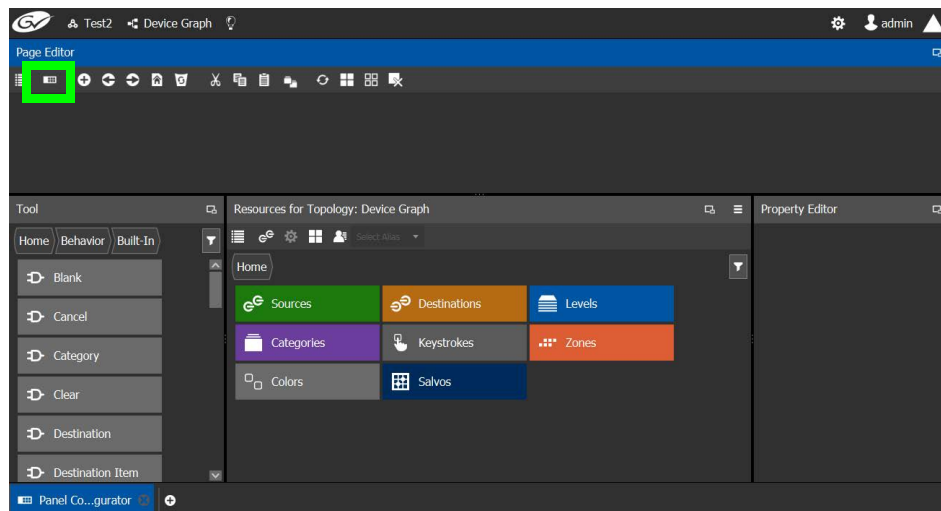 GV Test2 Device Graph admin
Page Editor
Tool
Home Behavior Built-In
Blank
Cancel
Category
Clear
Destination
Destination Item
Resources for Topology: Device Graph
Select Alias
Home
Sources Destinations Levels
Categories Keystrokes Zones
Colors Salvos
Property Editor
Panel Co...gurator